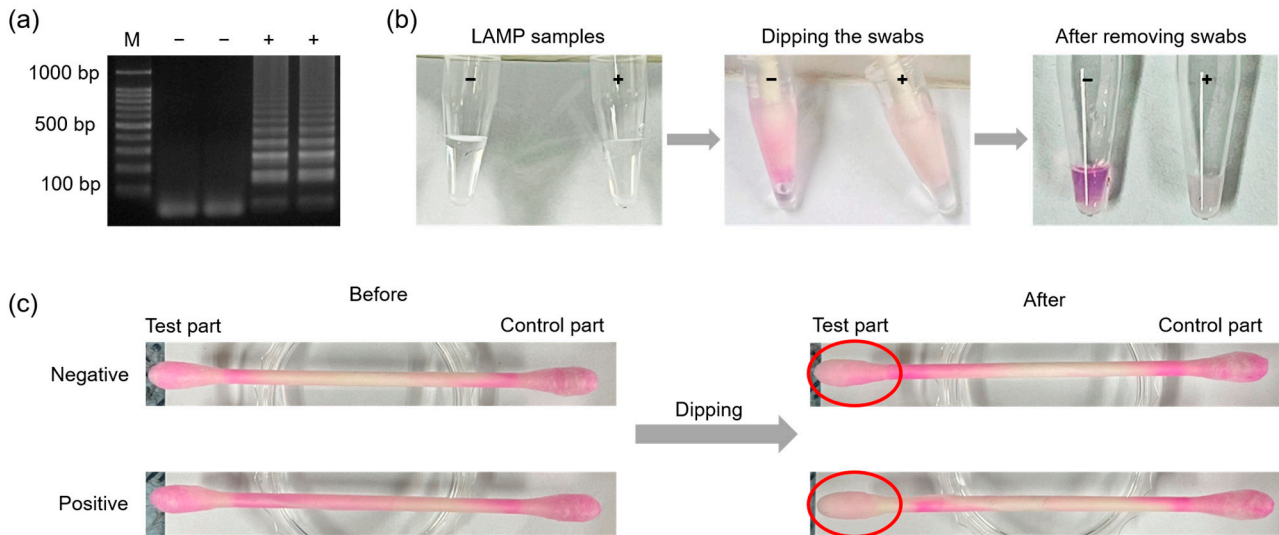 (a)
M – – + +
1000 bp
500 bp
100 bp
(b)
LAMP samples
Dipping the swabs
After removing swabs
– +
– +
– +
(c)
Before
After
Test part
Control part
Test part
Control part
Negative
Dipping
Positive